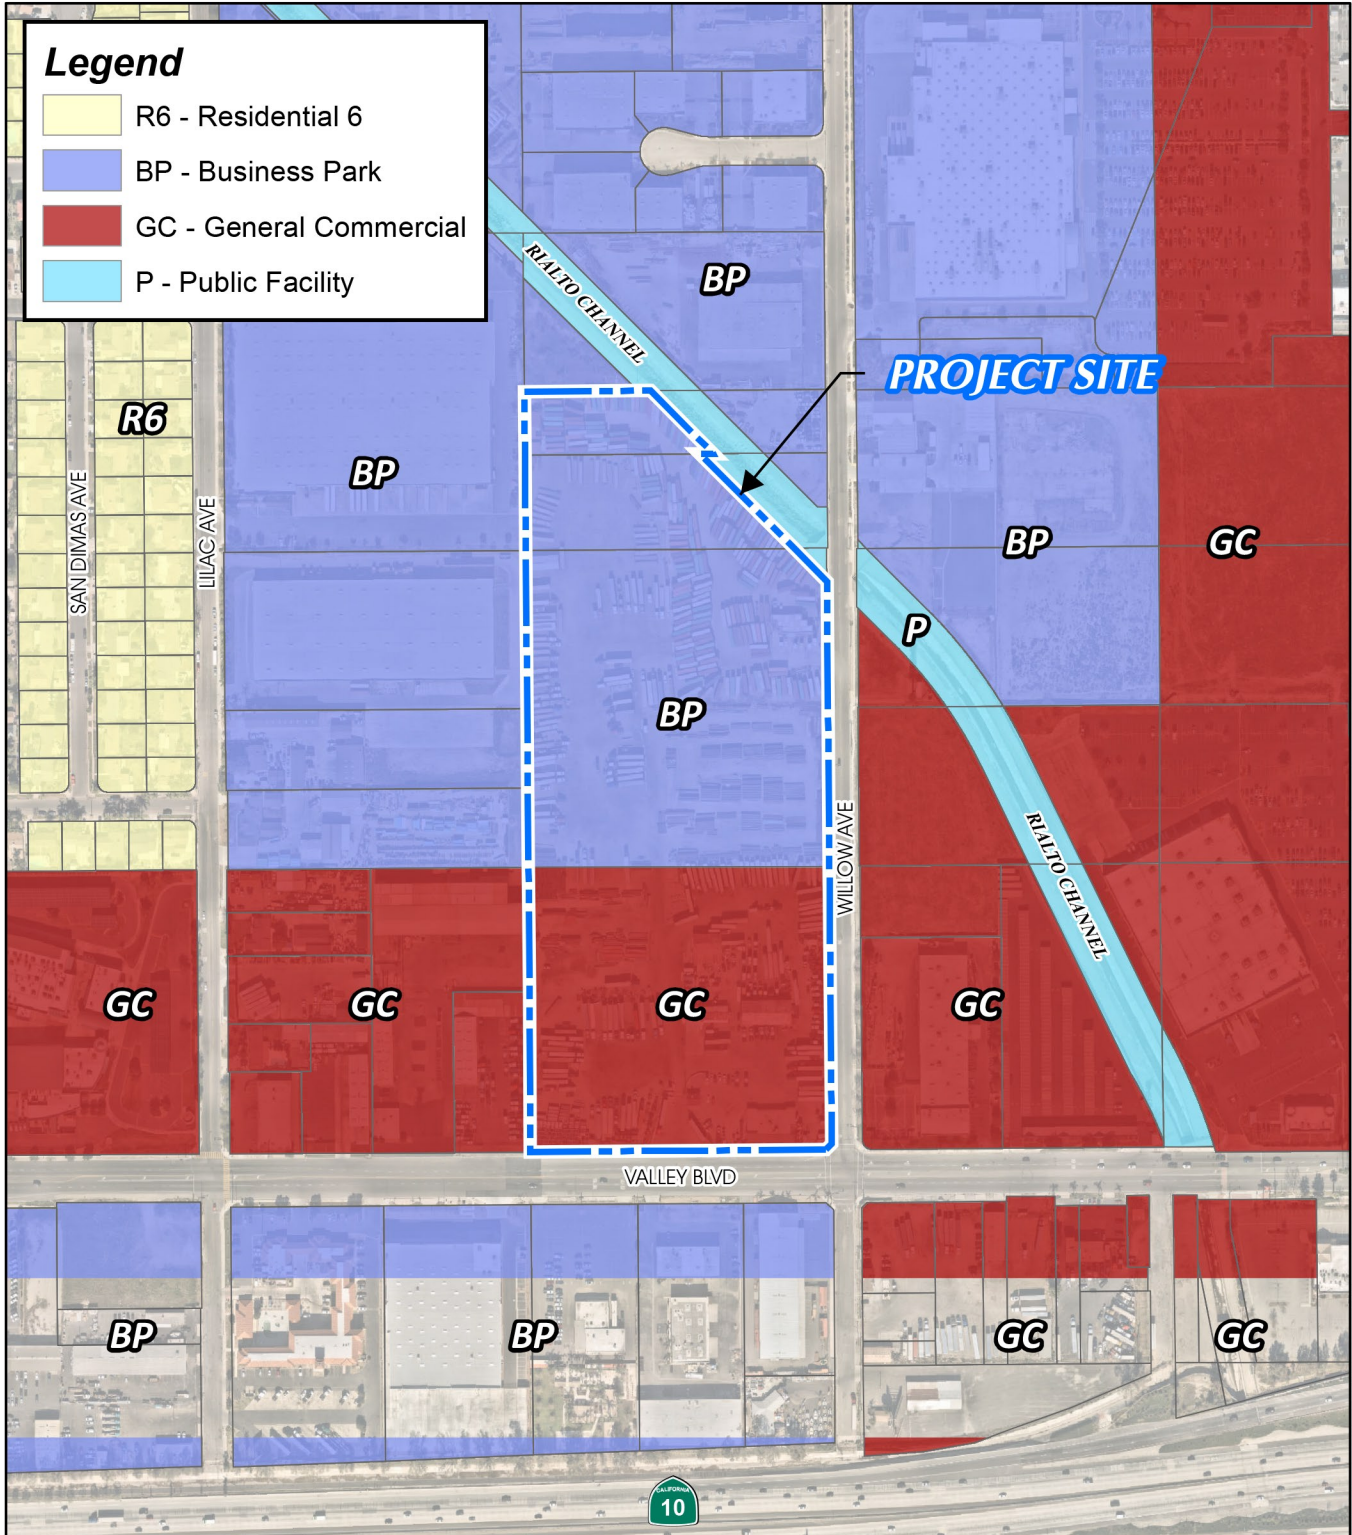 Legend
R6 - Residential 6
BP - Business Park
GC - General Commercial
P - Public Facility
RIALTO CHANNEL
BP
PROJECT SITE
R6
BP
SAN DIMAS AVE
LILAC AVE
BP
GC
P
BP
WILLOW AVE
RIALTO CHANNEL
GC
GC
GC
GC
VALLEY BLVD
BP
BP
GC
GC
CALIFORNIA
10